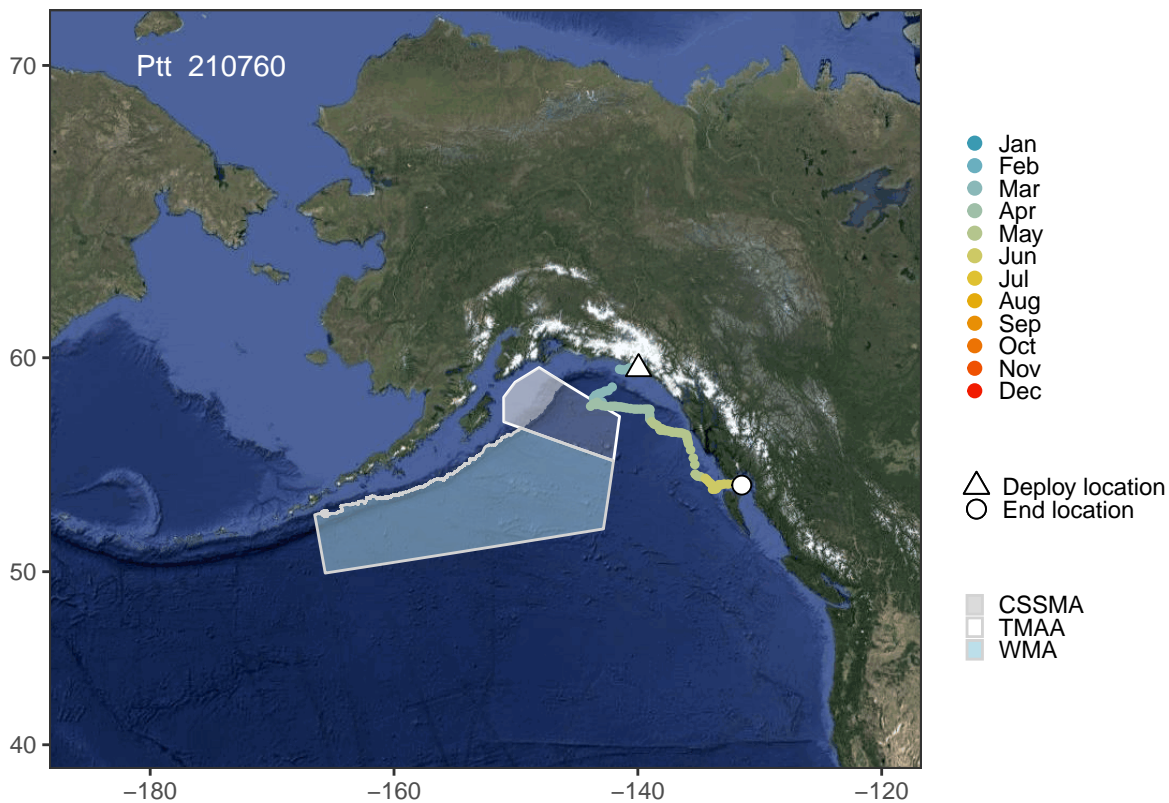 Ptt 210760
70
60
50
40
−180
−160
−140
−120
Jan
Feb
Mar
Apr
May
Jun
Jul
Aug
Sep
Oct
Nov
Dec
Deploy location
End location
CSSMA
TMAA
WMA